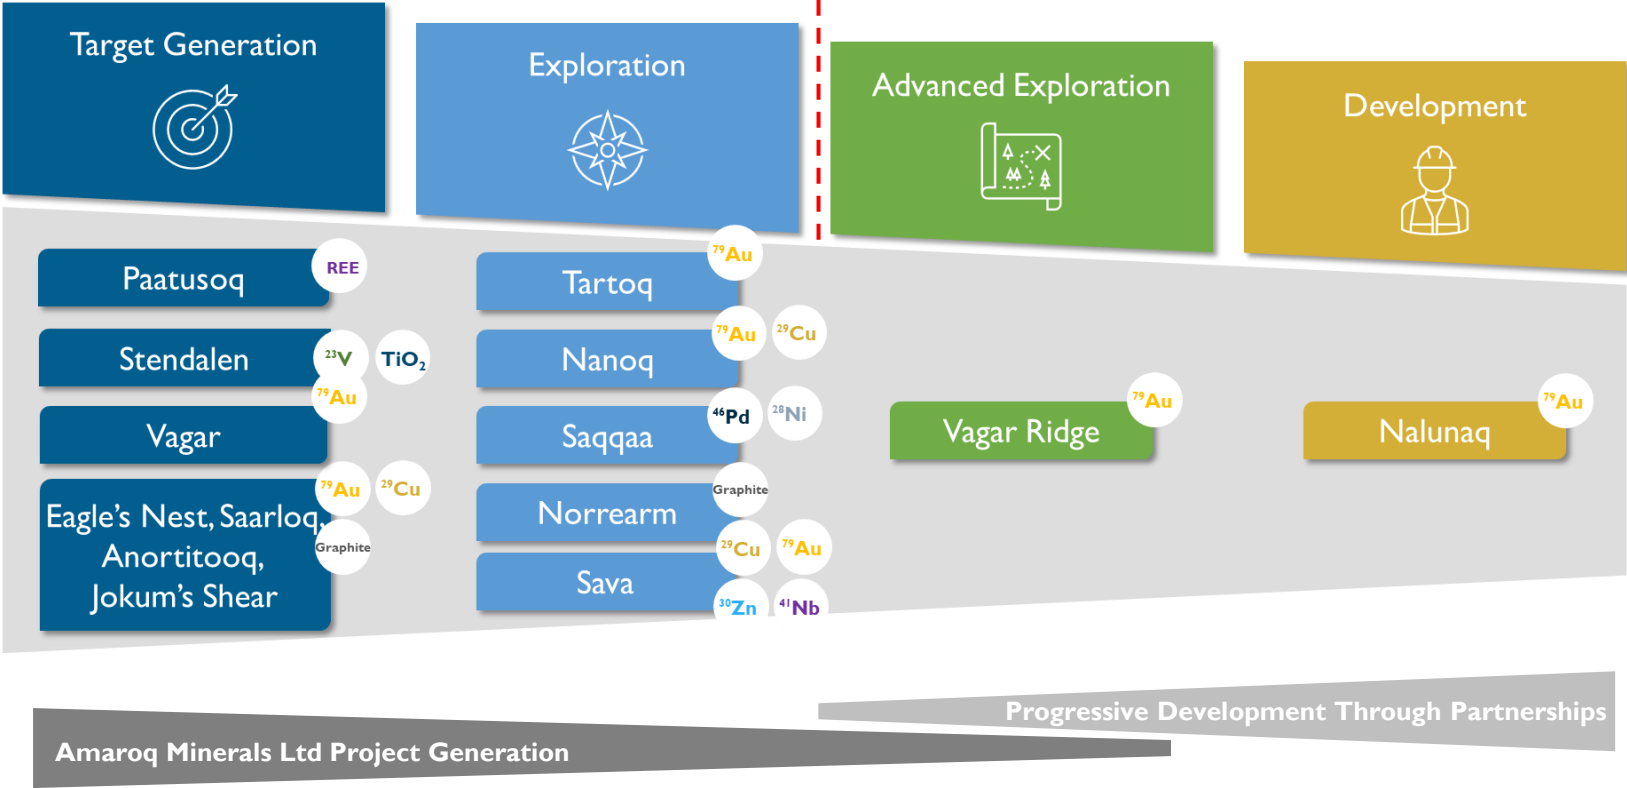 Target Generation
Exploration
Advanced Exploration
Development
Paatusoq
REE
Stendalen
²³V
TiO₂
Vagar
⁷⁹Au
Eagle's Nest, Saarloq,
Anortitooq,
Jokum's Shear
⁷⁹Au
²⁹Cu
Graphite
Tartoq
⁷⁹Au
Nanoq
⁷⁹Au
²⁹Cu
Saqqaa
⁴⁶Pd
²⁸Ni
Norrearm
Graphite
Sava
²⁹Cu
⁷⁹Au
³⁰Zn
⁴¹Nb
Vagar Ridge
⁷⁹Au
Nalunaq
⁷⁹Au
Progressive Development Through Partnerships
Amaroq Minerals Ltd Project Generation